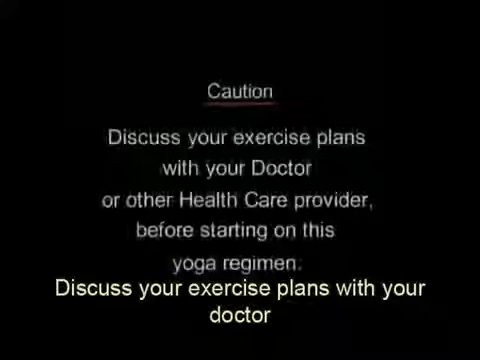 Caution
Discuss your exercise plans
with your Doctor
or other Health Care provider,
before starting on this
yoga regimen.
Discuss your exercise plans with your
doctor